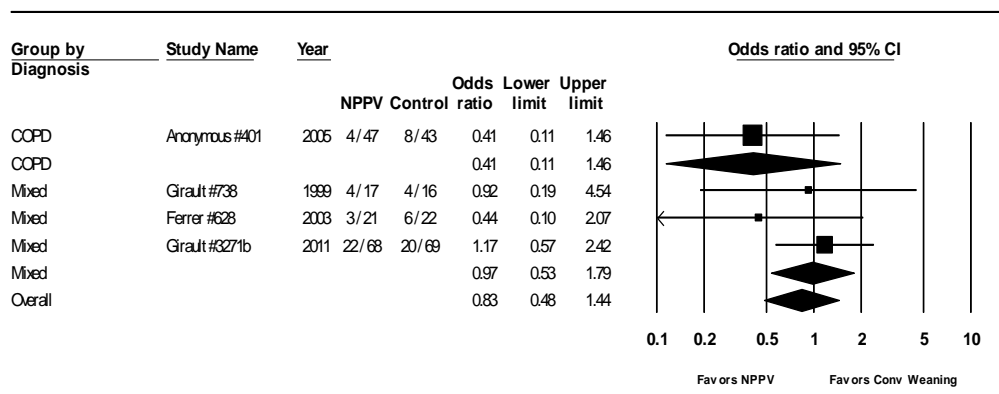 Group by Study Name Year Odds ratio and 95% CI
Diagnosis
Odds Lower Upper
NPPV Control ratio limit limit
COPD Anonymous #401 2005 4 / 47 8 / 43 0.41 0.11 1.46
COPD 0.41 0.11 1.46
Mixed Girault #738 1999 4 / 17 4 / 16 0.92 0.19 4.54
Mixed Ferrer #628 2003 3 / 21 6 / 22 0.44 0.10 2.07
Mixed Girault #3271b 2011 22 / 68 20 / 69 1.17 0.57 2.42
Mixed 0.97 0.53 1.79
Overall 0.83 0.48 1.44
0.1 0.2 0.5 1 2 5 10
Favors NPPV Favors Conv Weaning